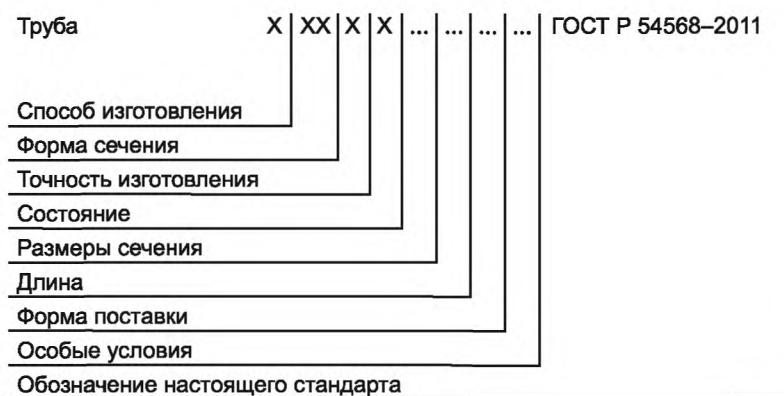 Труба X XX X X ... ... ... ... ГОСТ Р 54568–2011
Способ изготовления
Форма сечения
Точность изготовления
Состояние
Размеры сечения
Длина
Форма поставки
Особые условия
Обозначение настоящего стандарта